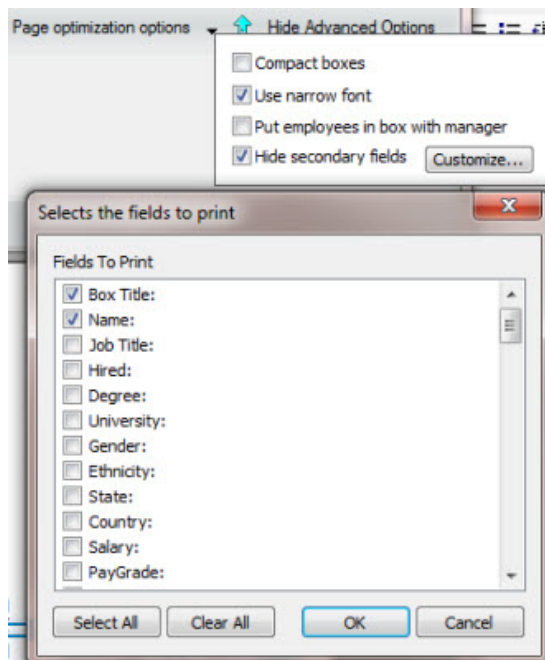 Page optimization options Hide Advanced Options
Compact boxes
Use narrow font
Put employees in box with manager
Hide secondary fields Customize...
Selects the fields to print
Fields To Print
Box Title:
Name:
Job Title:
Hired:
Degree:
University:
Gender:
Ethnicity:
State:
Country:
Salary:
PayGrade:
Select All Clear All OK Cancel